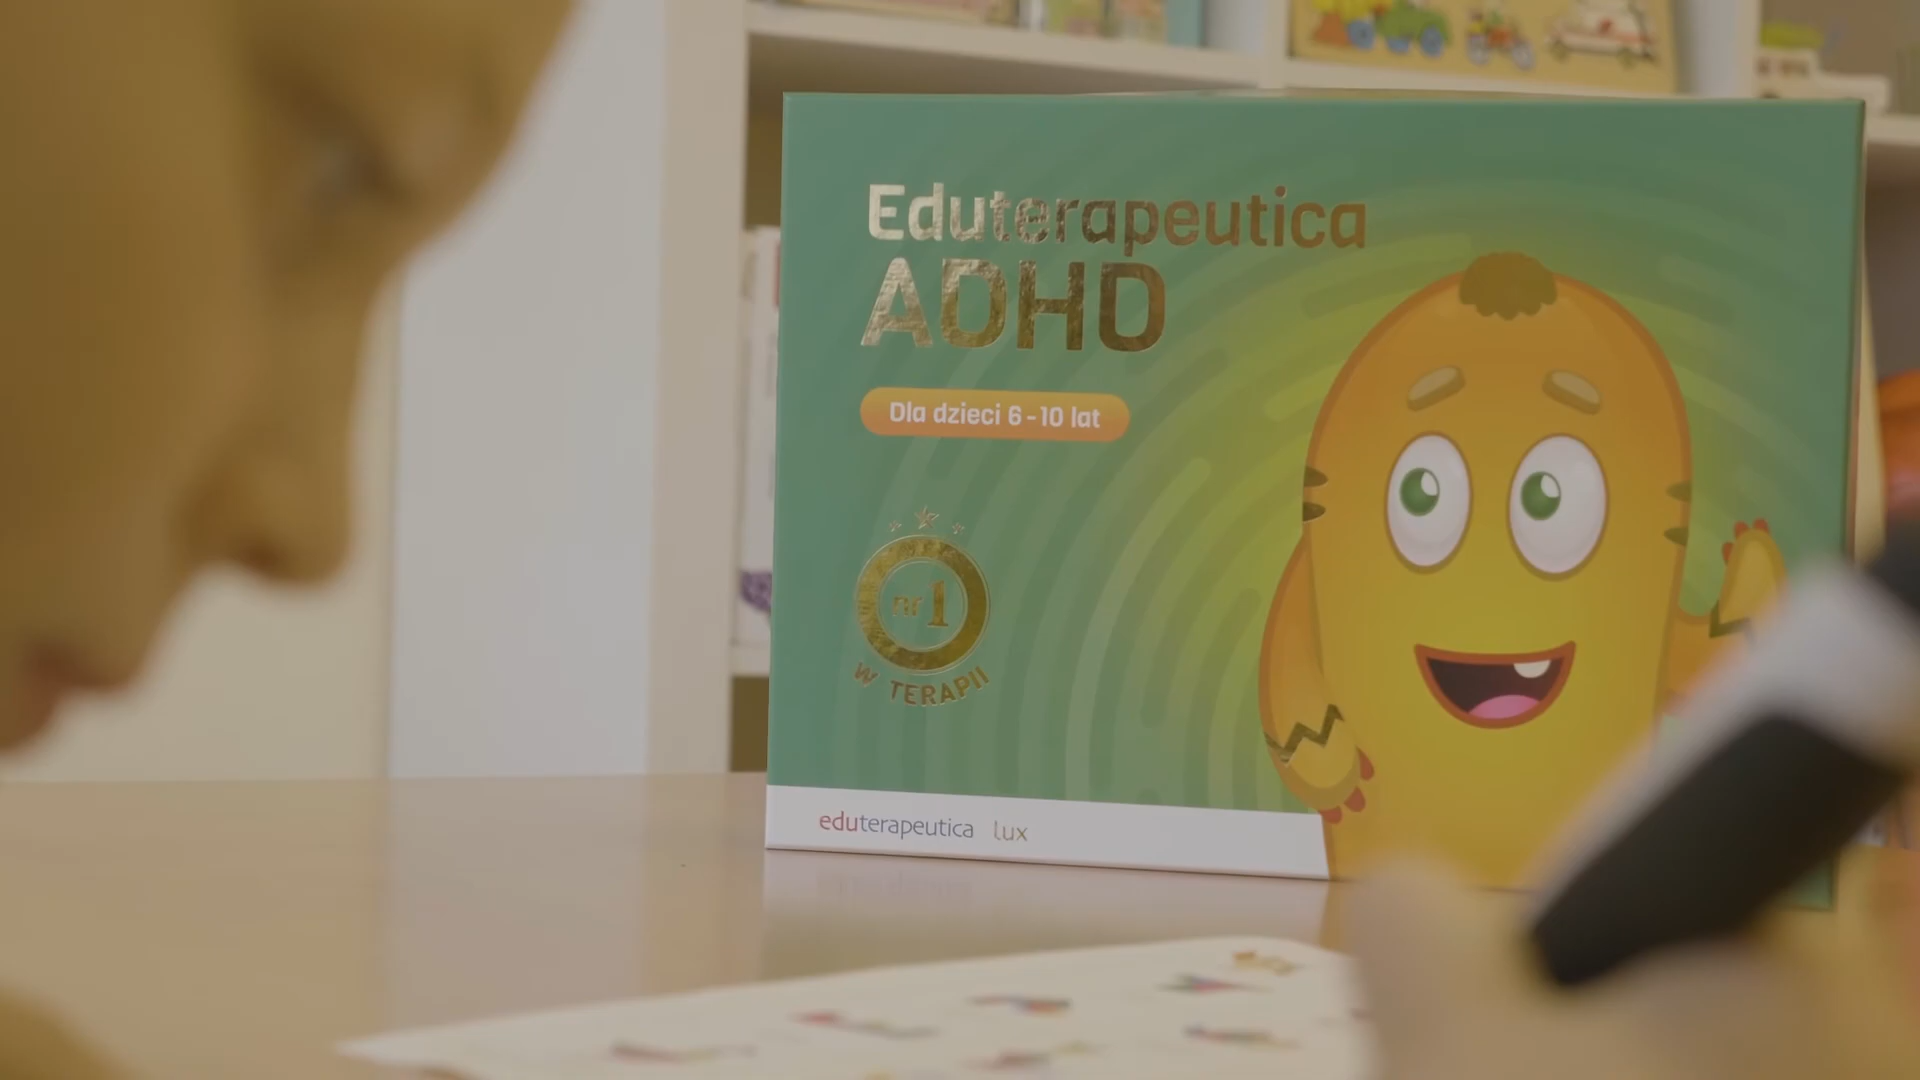 Eduterapeutica
ADHD
Dla dzieci 6-10 lat
nr 1
W TERAPII
eduterapeutica lux